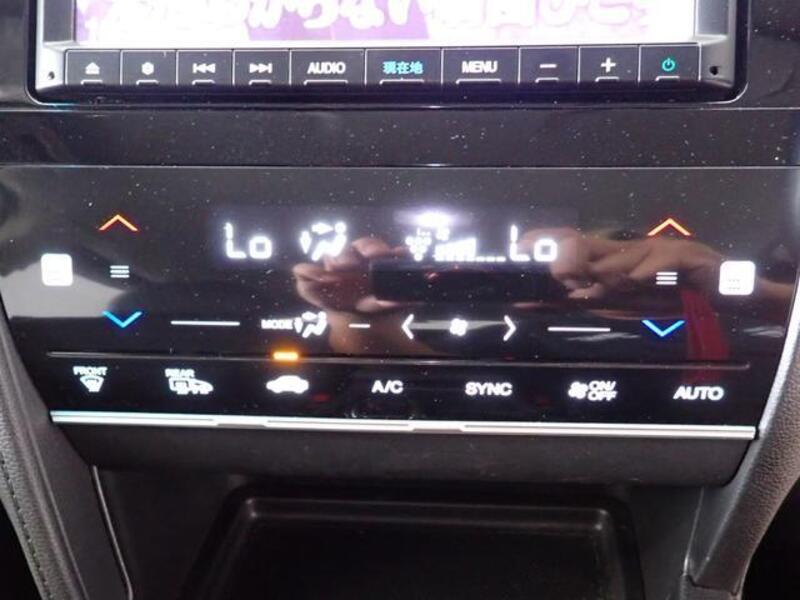 AUDIO 現在地 MENU
Lo Lo
MODE
FRONT REAR A/C SYNC ON/OFF AUTO